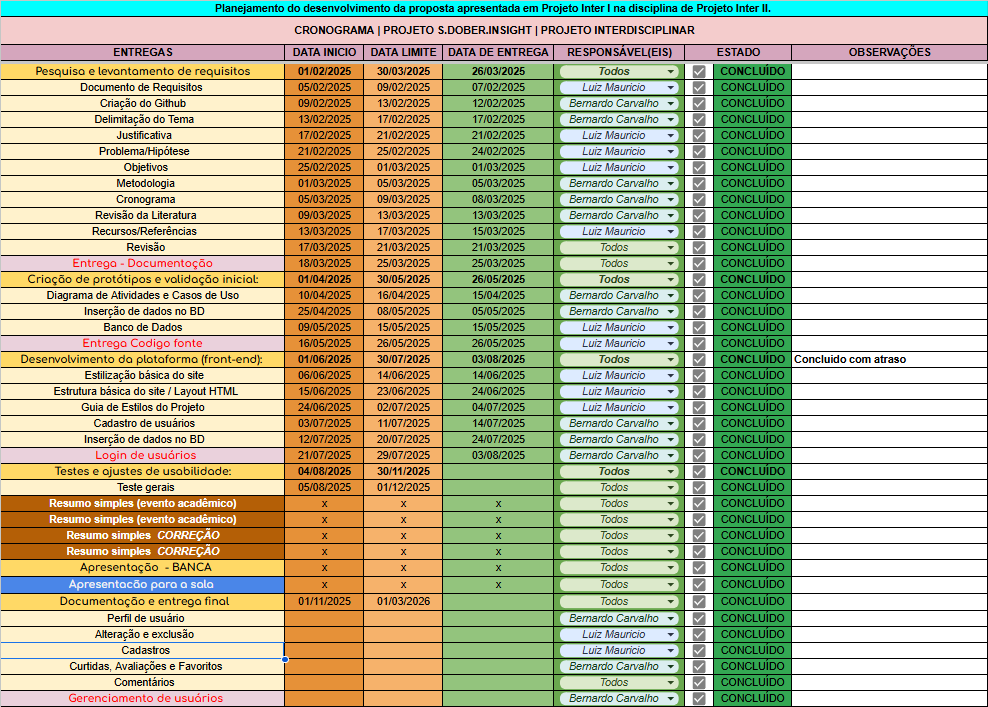 Planejamento do desenvolvimento da proposta apresentada em Projeto Inter I na disciplina de Projeto Inter II.
CRONOGRAMA | PROJETO S.DOBER.INSIGHT | PROJETO INTERDISCIPLINAR
ENTREGAS DATA INICIO DATA LIMITE DATA DE ENTREGA RESPONSÁVEL(EIS) ESTADO OBSERVAÇÕES
Pesquisa e levantamento de requisitos 01/02/2025 30/03/2025 26/03/2025 Todos CONCLUÍDO
Documento de Requisitos 05/02/2025 09/02/2025 07/02/2025 Luiz Mauricio CONCLUÍDO
Criação do Github 09/02/2025 13/02/2025 12/02/2025 Bernardo Carvalho CONCLUÍDO
Delimitação do Tema 13/02/2025 17/02/2025 17/02/2025 Bernardo Carvalho CONCLUÍDO
Justificativa 17/02/2025 21/02/2025 21/02/2025 Luiz Mauricio CONCLUÍDO
Problema/Hipótese 21/02/2025 25/02/2025 24/02/2025 Luiz Mauricio CONCLUÍDO
Objetivos 25/02/2025 01/03/2025 01/03/2025 Luiz Mauricio CONCLUÍDO
Metodologia 01/03/2025 05/03/2025 05/03/2025 Bernardo Carvalho CONCLUÍDO
Cronograma 05/03/2025 09/03/2025 08/03/2025 Bernardo Carvalho CONCLUÍDO
Revisão da Literatura 09/03/2025 13/03/2025 13/03/2025 Bernardo Carvalho CONCLUÍDO
Recursos/Referências 13/03/2025 17/03/2025 15/03/2025 Luiz Mauricio CONCLUÍDO
Revisão 17/03/2025 21/03/2025 21/03/2025 Todos CONCLUÍDO
Entrega - Documentação 18/03/2025 25/03/2025 25/03/2025 Todos CONCLUÍDO
Criação de protótipos e validação inicial: 01/04/2025 30/05/2025 26/05/2025 Todos CONCLUÍDO
Diagrama de Atividades e Casos de Uso 10/04/2025 16/04/2025 15/04/2025 Bernardo Carvalho CONCLUÍDO
Inserção de dados no BD 25/04/2025 08/05/2025 05/05/2025 Bernardo Carvalho CONCLUÍDO
Banco de Dados 09/05/2025 15/05/2025 15/05/2025 Luiz Mauricio CONCLUÍDO
Entrega Codigo fonte 16/05/2025 26/05/2025 26/05/2025 Luiz Mauricio CONCLUÍDO
Desenvolvimento da plataforma (front-end): 01/06/2025 30/07/2025 03/08/2025 Todos CONCLUÍDO Concluido com atraso
Estilização básica do site 06/06/2025 14/06/2025 14/06/2025 Luiz Mauricio CONCLUÍDO
Estrutura básica do site / Layout HTML 15/06/2025 23/06/2025 24/06/2025 Luiz Mauricio CONCLUÍDO
Guia de Estilos do Projeto 24/06/2025 02/07/2025 04/07/2025 Luiz Mauricio CONCLUÍDO
Cadastro de usuários 03/07/2025 11/07/2025 14/07/2025 Bernardo Carvalho CONCLUÍDO
Inserção de dados no BD 12/07/2025 20/07/2025 24/07/2025 Bernardo Carvalho CONCLUÍDO
Login de usuários 21/07/2025 29/07/2025 03/08/2025 Bernardo Carvalho CONCLUÍDO
Testes e ajustes de usabilidade: 04/08/2025 30/11/2025 Todos CONCLUÍDO
Teste gerais 05/08/2025 01/12/2025 Todos CONCLUÍDO
Resumo simples (evento acadêmico) x x x Todos CONCLUÍDO
Resumo simples (evento acadêmico) x x x Todos CONCLUÍDO
Resumo simples CORREÇÃO x x x Todos CONCLUÍDO
Resumo simples CORREÇÃO x x x Todos CONCLUÍDO
Apresentação - BANCA x x x Todos CONCLUÍDO
Apresentacão para a sala x x x Todos CONCLUÍDO
Documentação e entrega final 01/11/2025 01/03/2026 Todos CONCLUÍDO
Perfil de usuário Bernardo Carvalho CONCLUÍDO
Alteração e exclusão Luiz Mauricio CONCLUÍDO
Cadastros Luiz Mauricio CONCLUÍDO
Curtidas, Avaliações e Favoritos Bernardo Carvalho CONCLUÍDO
Comentários Todos CONCLUÍDO
Gerenciamento de usuários Bernardo Carvalho CONCLUÍDO